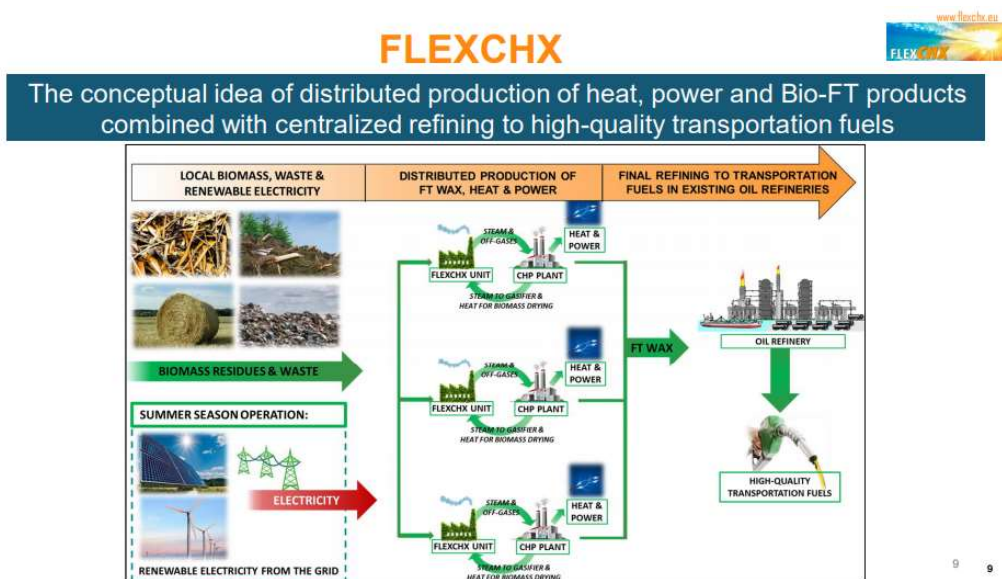 www.flexchx.eu
FLEXCHX
FLEXCHX
The conceptual idea of distributed production of heat, power and Bio-FT products
combined with centralized refining to high-quality transportation fuels
LOCAL BIOMASS, WASTE &
RENEWABLE ELECTRICITY
DISTRIBUTED PRODUCTION OF
FT WAX, HEAT & POWER
FINAL REFINING TO TRANSPORTATION
FUELS IN EXISTING OIL REFINERIES
BIOMASS RESIDUES & WASTE
SUMMER SEASON OPERATION:
ELECTRICITY
RENEWABLE ELECTRICITY FROM THE GRID
STEAM &
OFF-GASES
HEAT &
POWER
FLEXCHX UNIT
CHP PLANT
STEAM TO GASIFIER &
HEAT FOR BIOMASS DRYING
STEAM &
OFF-GASES
HEAT &
POWER
FLEXCHX UNIT
CHP PLANT
STEAM TO GASIFIER &
HEAT FOR BIOMASS DRYING
STEAM &
OFF-GASES
HEAT &
POWER
FLEXCHX UNIT
CHP PLANT
STEAM TO GASIFIER &
HEAT FOR BIOMASS DRYING
FT WAX
OIL REFINERY
HIGH-QUALITY
TRANSPORTATION FUELS
9
9